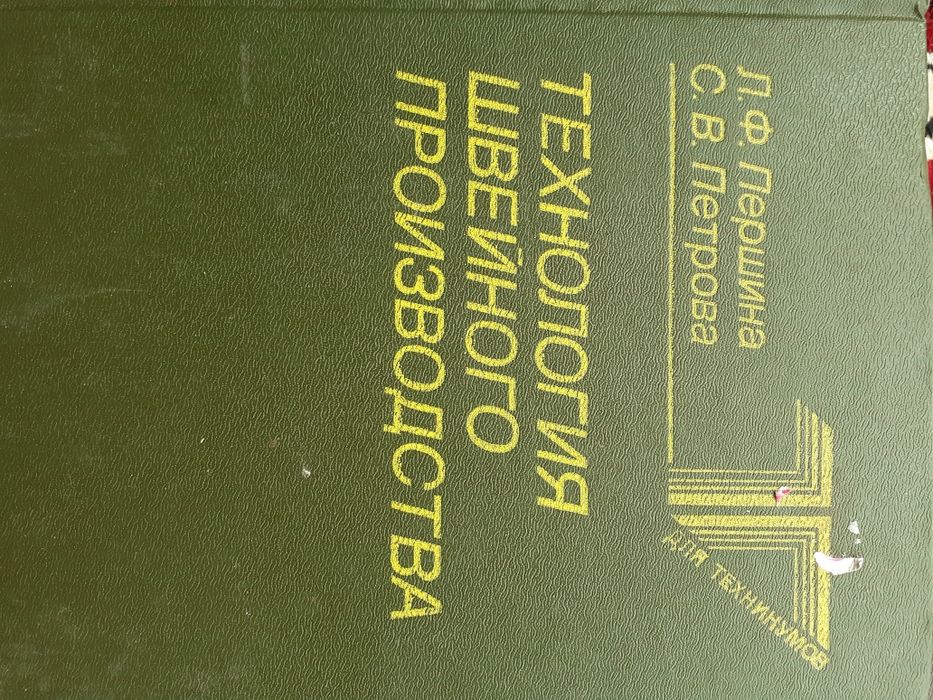 Л.Ф. Першина
С.В. Петрова
ДЛЯ ТЕХНИКУМОВ
ТЕХНОЛОГИЯ
ШВЕЙНОГО
ПРОИЗВОДСТВА